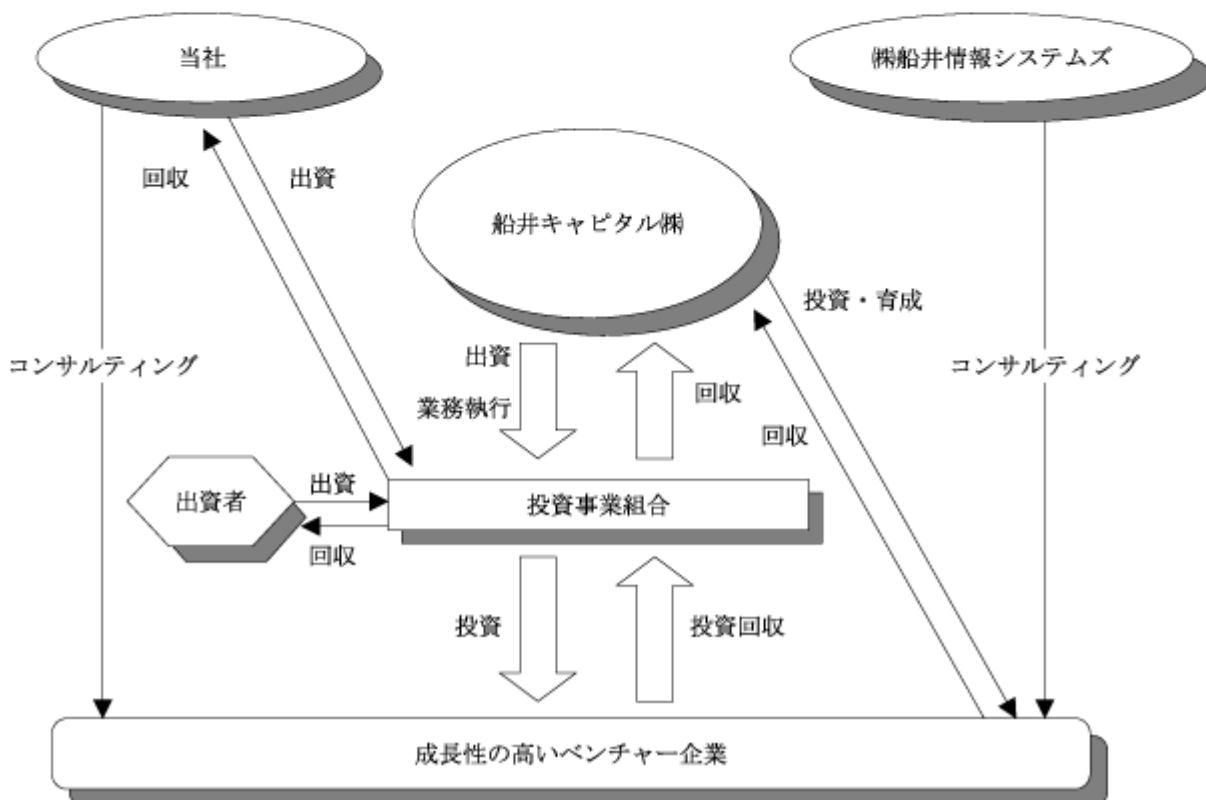 当社
㈱船井情報システムズ
回収
出資
船井キャピタル㈱
投資・育成
コンサルティング
出資
業務執行
回収
回収
コンサルティング
出資者
出資
回収
投資事業組合
投資
投資回収
成長性の高いベンチャー企業